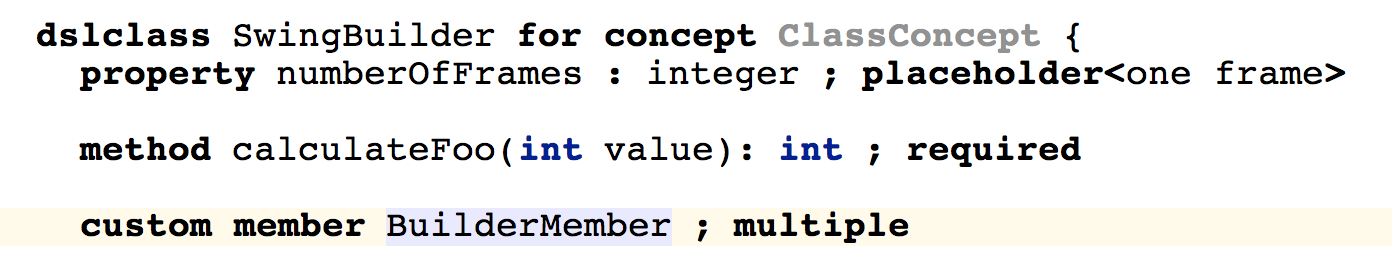 dslclass SwingBuilder for concept ClassConcept {
property numberOfFrames : integer ; placeholder<one frame>
method calculateFoo(int value): int ; required
custom member BuilderMember ; multiple